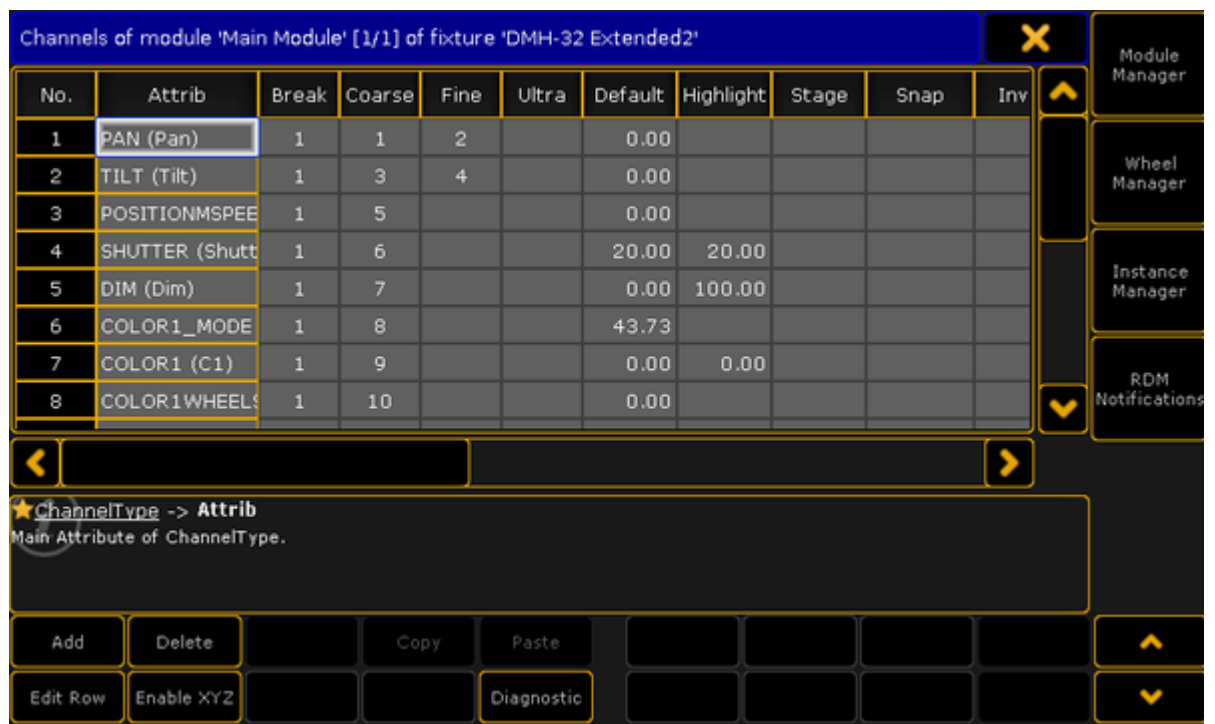 Channels of module 'Main Module' [1/1] of fixture 'DMH-32 Extended2'
Module
Manager
No. Attrib Break Coarse Fine Ultra Default Highlight Stage Snap Inv
1 PAN (Pan) 1 1 2 0.00
2 TILT (Tilt) 1 3 4 0.00
3 POSITIONMSPEE 1 5 0.00
4 SHUTTER (Shutt 1 6 20.00 20.00
5 DIM (Dim) 1 7 0.00 100.00
6 COLOR1_MODE 1 8 43.73
7 COLOR1 (C1) 1 9 0.00 0.00
8 COLOR1WHEELS 1 10 0.00
Wheel
Manager
Instance
Manager
RDM
Notifications
ChannelType -> Attrib
Main Attribute of ChannelType.
Add Delete Copy Paste
Edit Row Enable XYZ Diagnostic